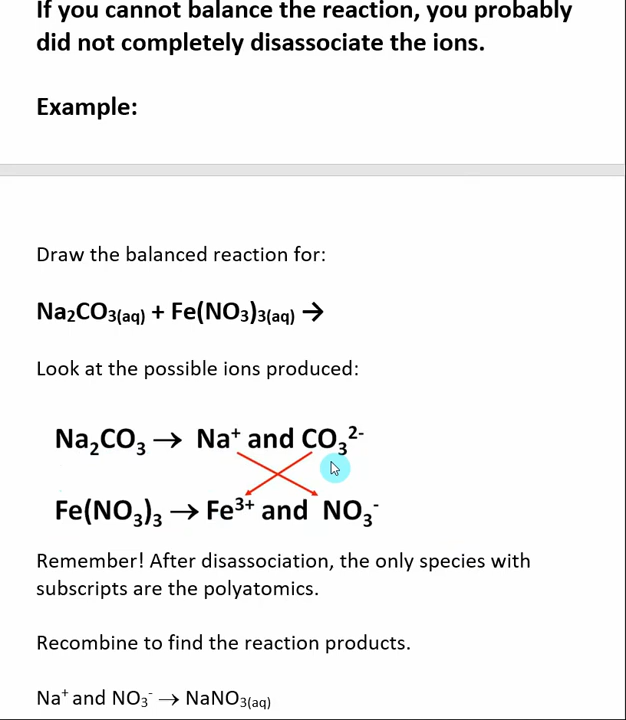 If you cannot balance the reaction, you probably
did not completely disassociate the ions.
Example:
Draw the balanced reaction for:
Na₂CO₃(aq) + Fe(NO₃)₃(aq) →
Look at the possible ions produced:
Na₂CO₃ → Na⁺ and CO₃²⁻
Fe(NO₃)₃ → Fe³⁺ and NO₃⁻
Remember! After disassociation, the only species with
subscripts are the polyatomics.
Recombine to find the reaction products.
Na⁺ and NO₃⁻ → NaNO₃(aq)